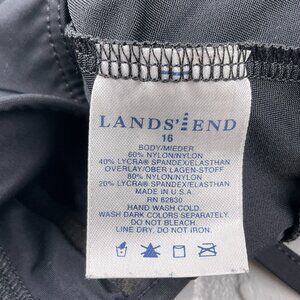 LANDS' END
16
BODY/MIEDER
60% NYLON/NYLON
40% LYCRA® SPANDEX/ELASTHAN
OVERLAY/OBER LAGEN-STOFF
80% NYLON/NYLON
20% LYCRA® SPANDEX/ELASTHAN
MADE IN U.S.A.
RN 62830
HAND WASH COLD.
WASH DARK COLORS SEPARATELY
DO NOT BLEACH.
LINE DRY. DO NOT IRON.